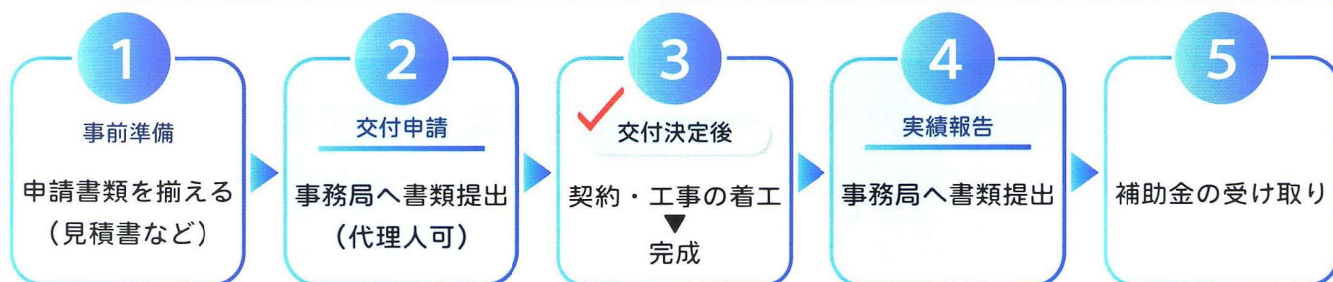 1
事前準備
申請書類を揃える
（見積書など）
2
交付申請
事務局へ書類提出
（代理人可）
3
交付決定後
契約・工事の着工
▼
完成
4
実績報告
事務局へ書類提出
5
補助金の受け取り